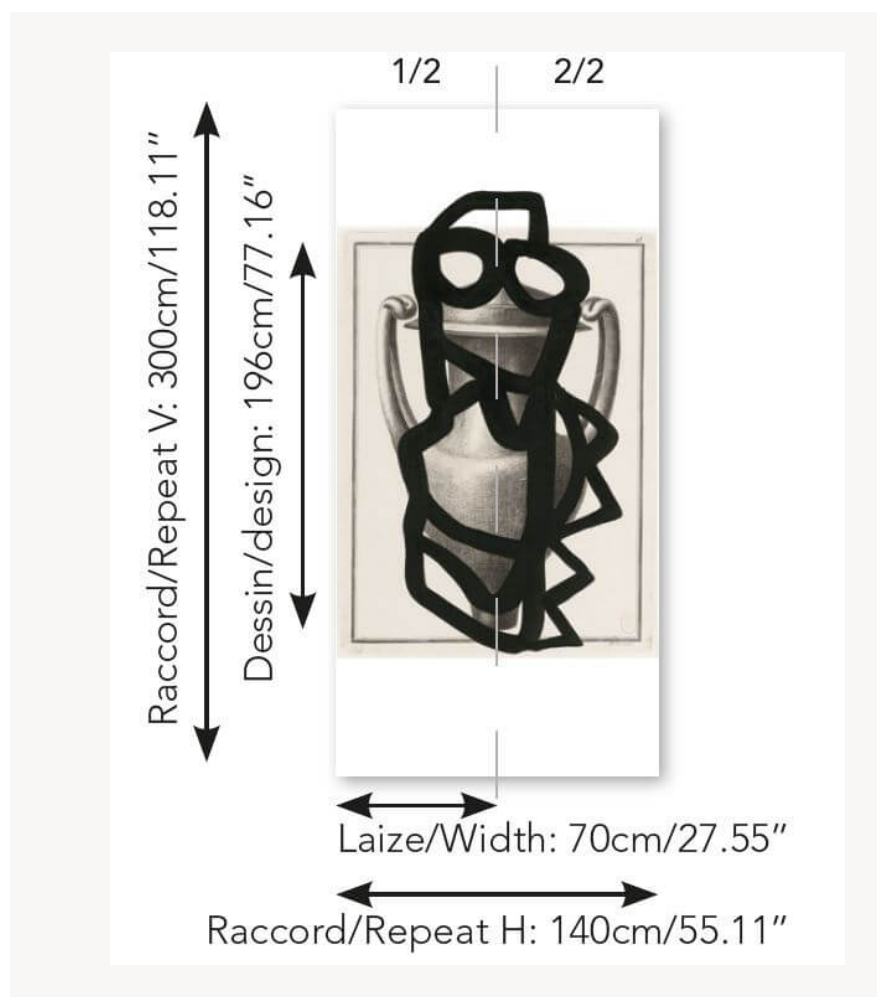 1/2
2/2
Raccord/Repeat V: 300cm/118.11”
Dessin/design: 196cm/77.16”
Laize/Width: 70cm/27.55”
Raccord/Repeat H: 140cm/55.11”